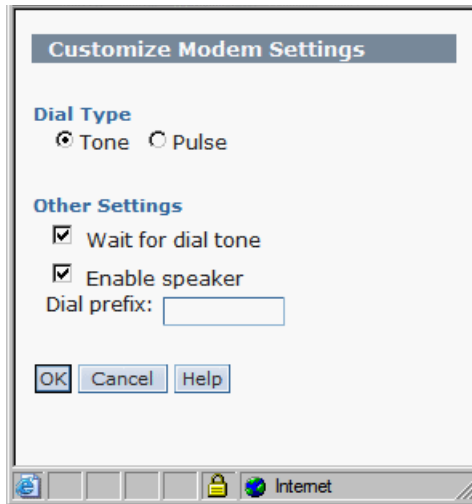 Customize Modem Settings
Dial Type
Tone Pulse
Other Settings
Wait for dial tone
Enable speaker
Dial prefix:
OK Cancel Help
Internet